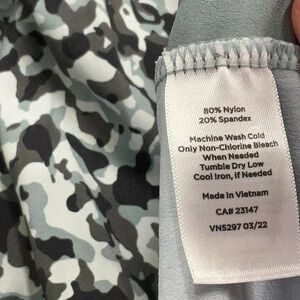 80% Nylon
20% Spandex
Machine Wash Cold
Only Non-Chlorine Bleach
When Needed
Tumble Dry Low
Cool Iron, If Needed
Made in Vietnam
CA# 23147
VN5297 03/22